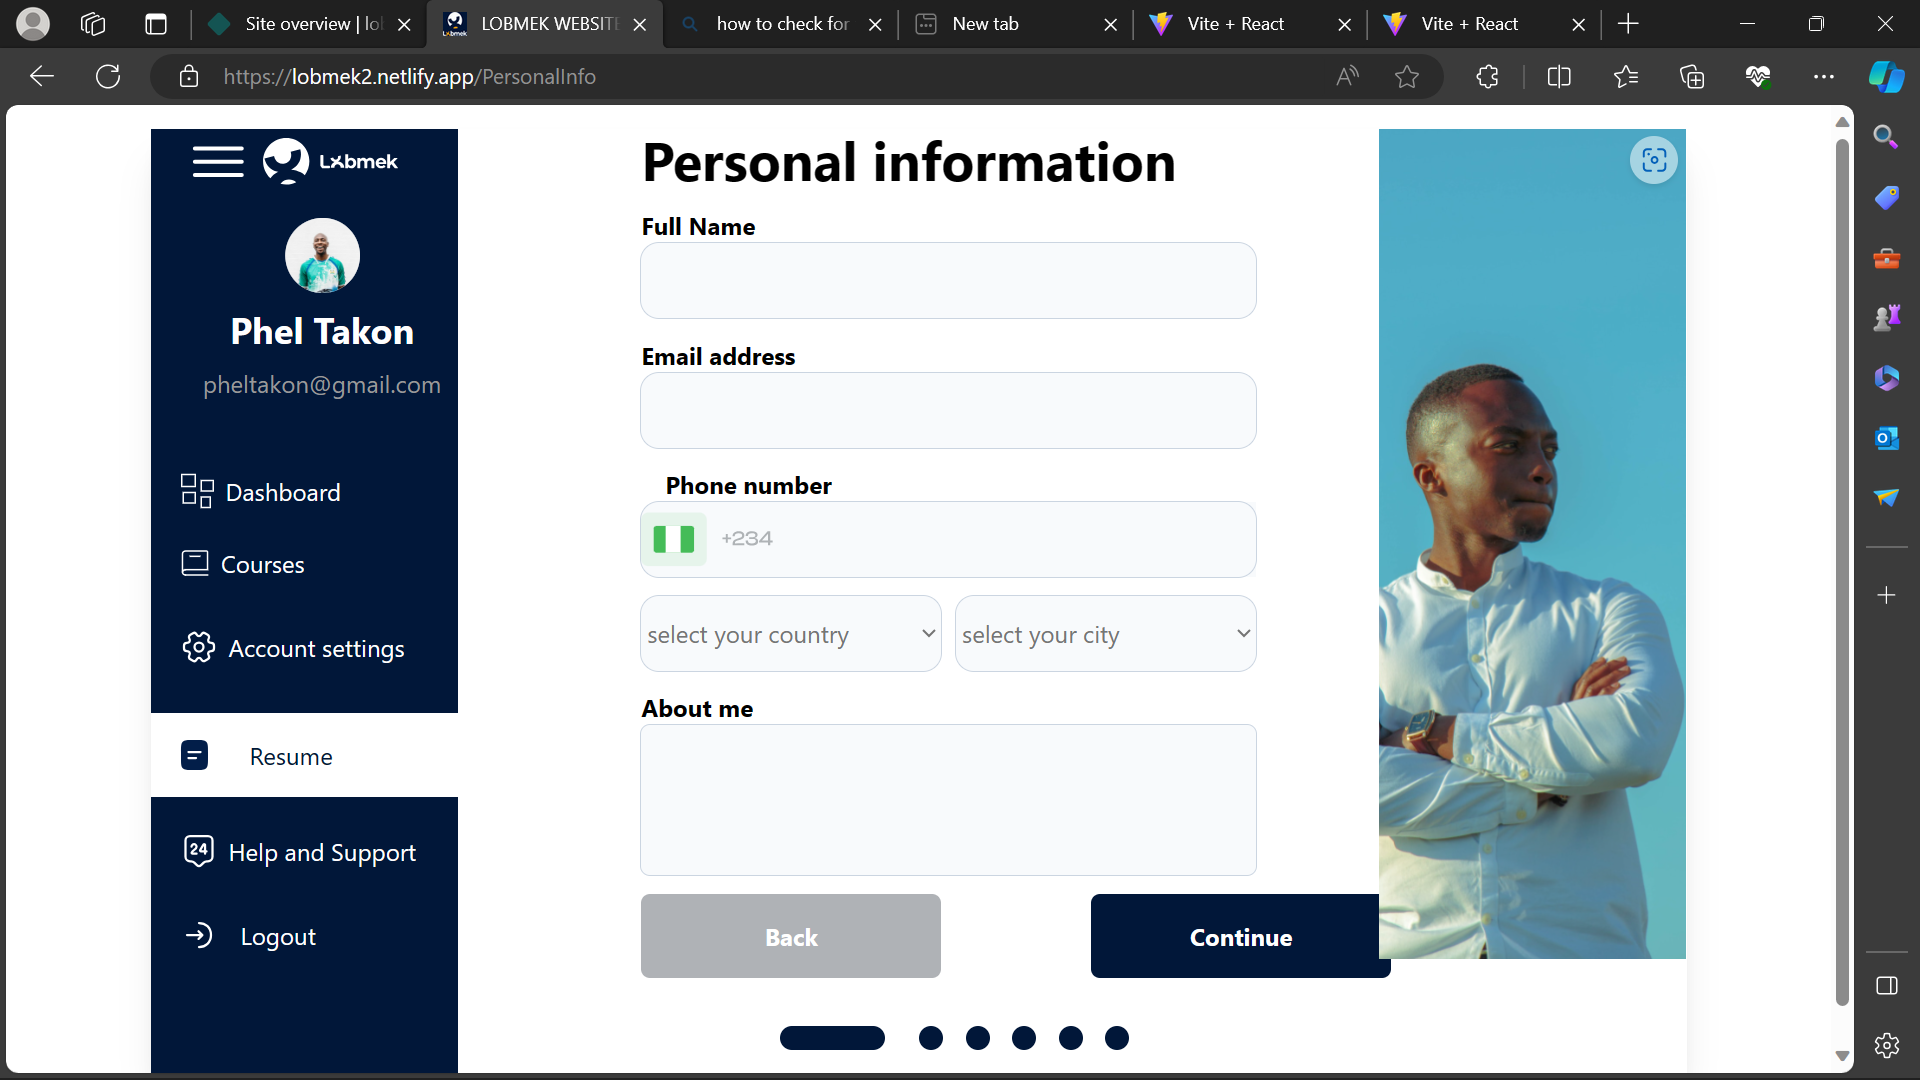 Site overview | lol
LOBMEK WEBSITE
how to check for
New tab
Vite + React
Vite + React
https://lobmek2.netlify.app/PersonalInfo
Lobmek
Phel Takon
pheltakon@gmail.com
Dashboard
Courses
Account settings
Resume
24
Help and Support
Logout
Personal information
Full Name
Email address
Phone number
+234
select your country
select your city
About me
Back
Continue